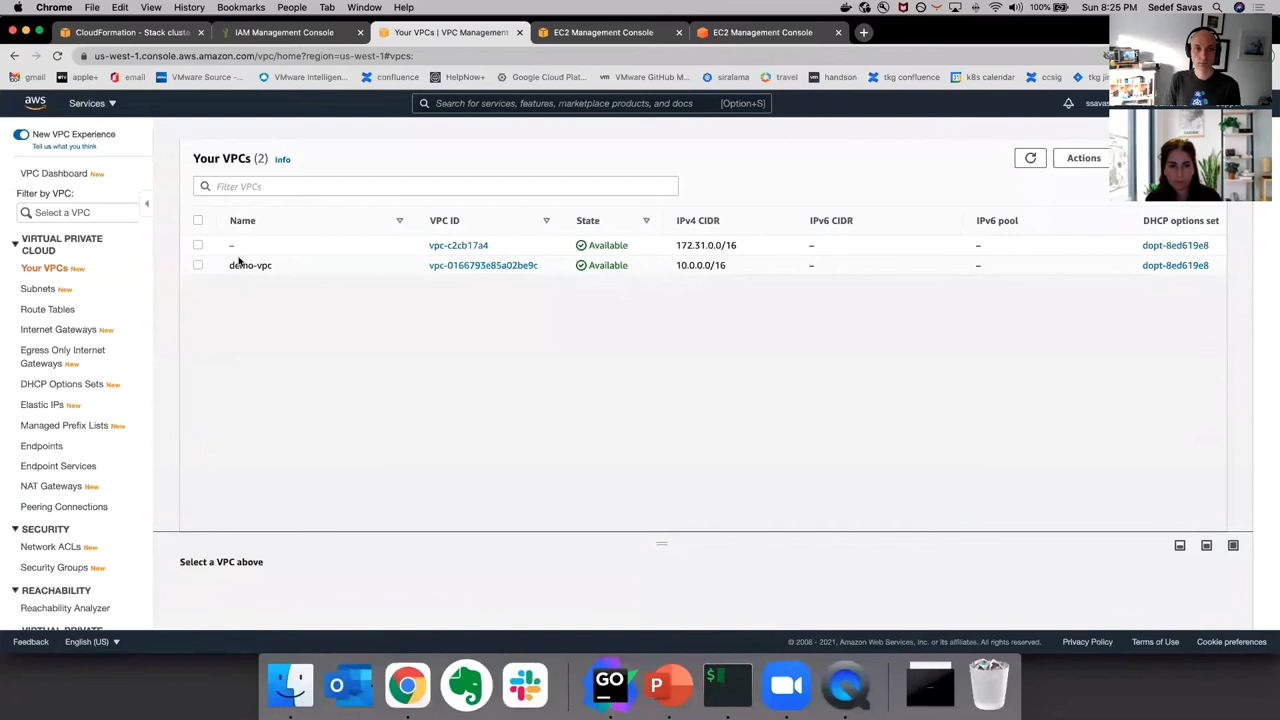 Chrome File Edit View History Bookmarks People Tab Window Help 100% Sedef Savas
CloudFormation - Stack cluste IAM Management Console Your VPCs | VPC Management EC2 Management Console EC2 Management Console
us-west-1.console.aws.amazon.com/vpc/home?region=us-west-1#vpcs:
gmail apple+ AWS VMware Source... VMware Intelligen... confluence HelpNow+ Google Cloud Plat... VMware GitHub M... siralama travel handson tkg confluence k8s calendar ccsig tkg ji
aws Services Search for services, features, marketplace products, and docs [Option+S] ssavas
New VPC Experience
Tell us what you think
VPC Dashboard New
Filter by VPC:
Select a VPC
VIRTUAL PRIVATE
CLOUD
Your VPCs New
Subnets New
Route Tables
Internet Gateways New
Egress Only Internet
Gateways New
DHCP Options Sets New
Elastic IPs New
Managed Prefix Lists New
Endpoints
Endpoint Services
NAT Gateways New
Peering Connections
SECURITY
Network ACLs New
Security Groups New
REACHABILITY
Reachability Analyzer
Your VPCs (2) Info
Actions
Filter VPCs
Name VPC ID State IPv4 CIDR IPv6 CIDR IPv6 pool DHCP options set
– vpc-c2cb17a4 Available 172.31.0.0/16 – – dopt-8ed619e8
demo-vpc vpc-0166793e85a02be9c Available 10.0.0.0/16 – – dopt-8ed619e8
Select a VPC above
Feedback English (US) © 2008 - 2021, Amazon Web Services, Inc. or its affiliates. All rights reserved. Privacy Policy Terms of Use Cookie preferences
GO
P
$